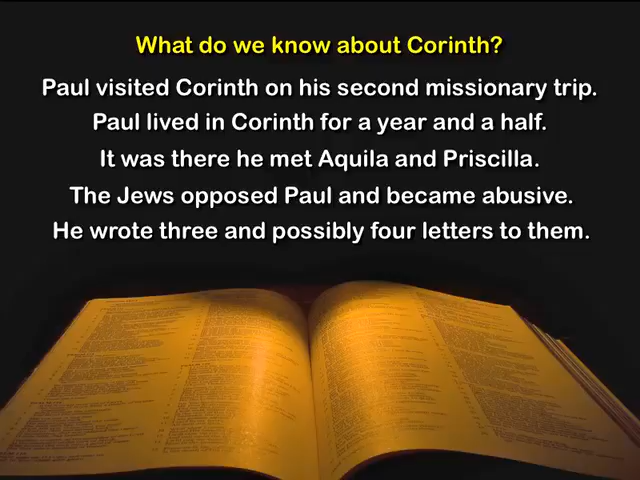 What do we know about Corinth?
Paul visited Corinth on his second missionary trip.
Paul lived in Corinth for a year and a half.
It was there he met Aquila and Priscilla.
The Jews opposed Paul and became abusive.
He wrote three and possibly four letters to them.